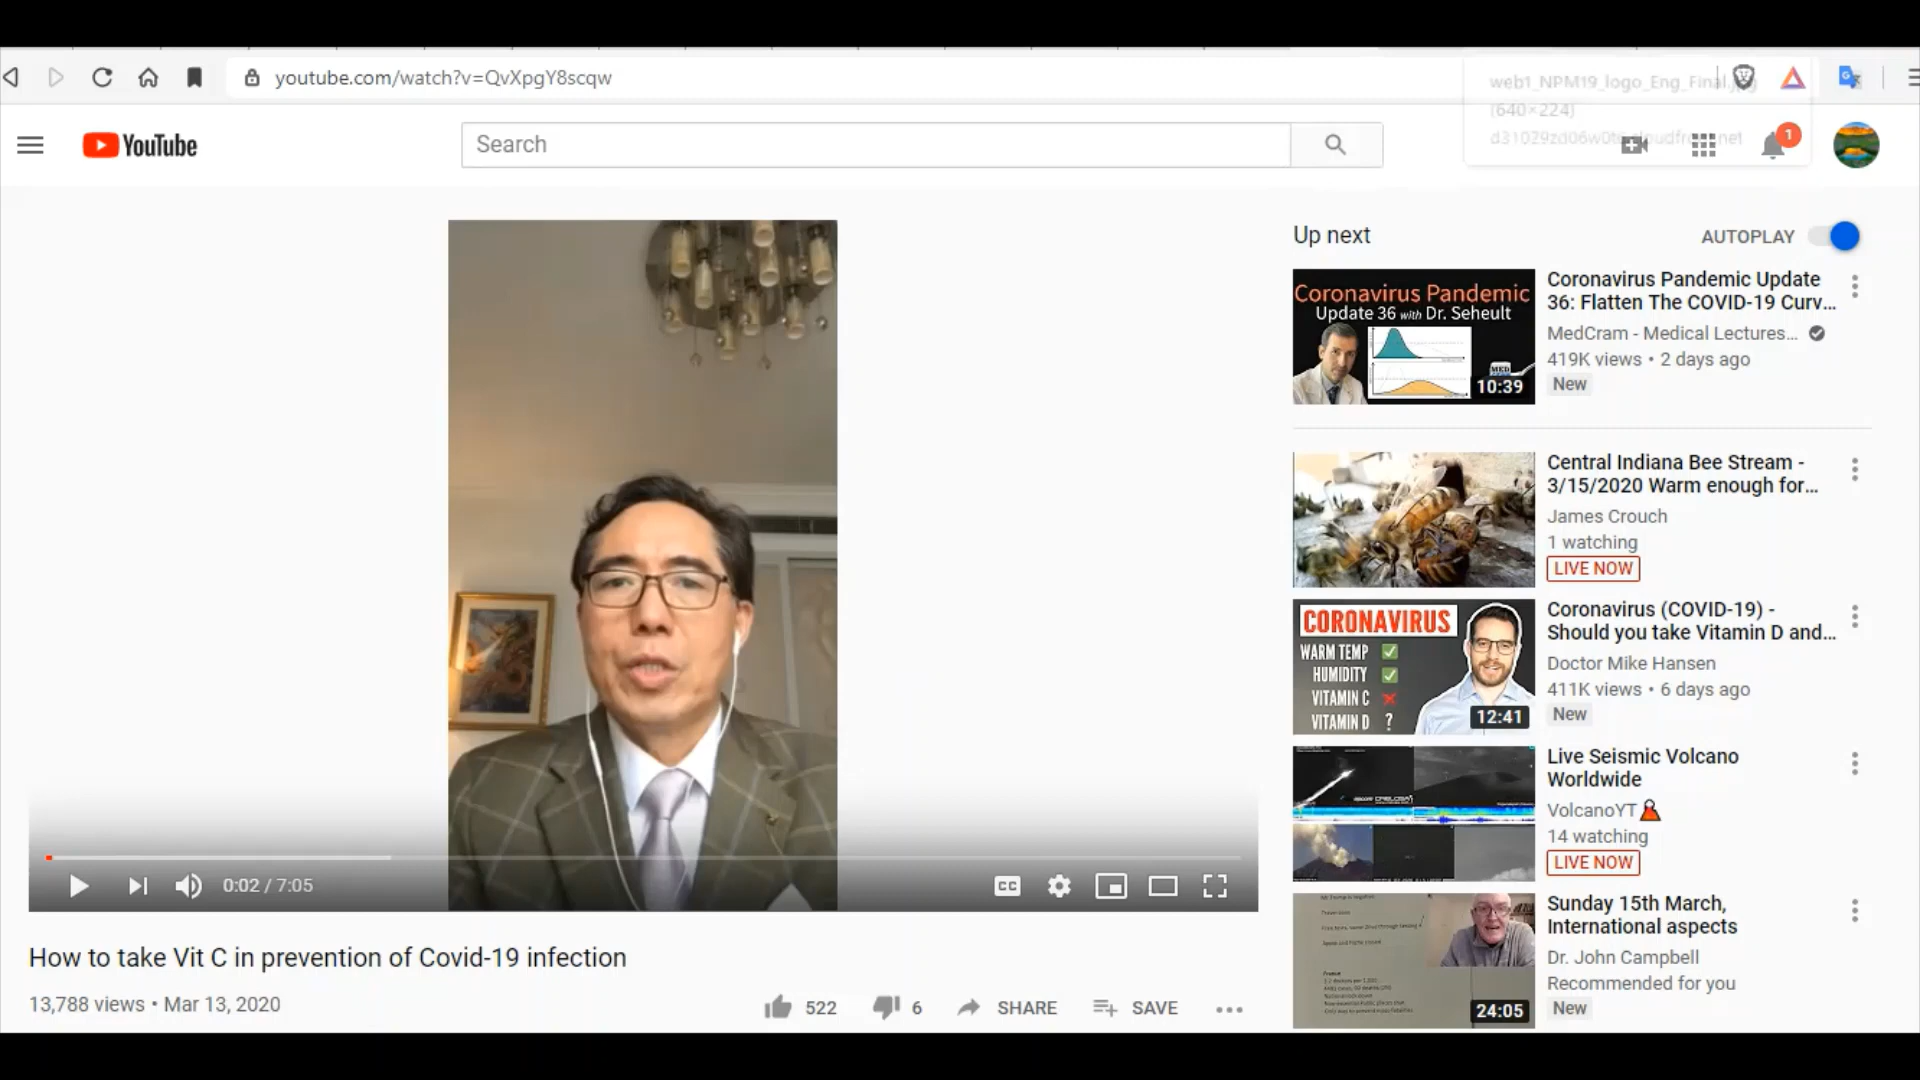 youtube.com/watch?v=QvXpgY8scqw
web1_NPM19_logo_Eng_Final.jpg
(640×224)
YouTube
Search
1
Up next
AUTOPLAY
Coronavirus Pandemic
Update 36 with Dr. Seheult
10:39
Coronavirus Pandemic Update
36: Flatten The COVID-19 Curv...
MedCram - Medical Lectures...
419K views • 2 days ago
New
Central Indiana Bee Stream -
3/15/2020 Warm enough for...
James Crouch
1 watching
LIVE NOW
CORONAVIRUS
WARM TEMP
HUMIDITY
VITAMIN C
VITAMIN D ?
12:41
Coronavirus (COVID-19) -
Should you take Vitamin D and...
Doctor Mike Hansen
411K views • 6 days ago
New
Live Seismic Volcano
Worldwide
VolcanoYT
14 watching
LIVE NOW
24:05
Sunday 15th March,
International aspects
Dr. John Campbell
Recommended for you
New
0:02 / 7:05
CC
How to take Vit C in prevention of Covid-19 infection
13,788 views • Mar 13, 2020
522
6
SHARE
SAVE